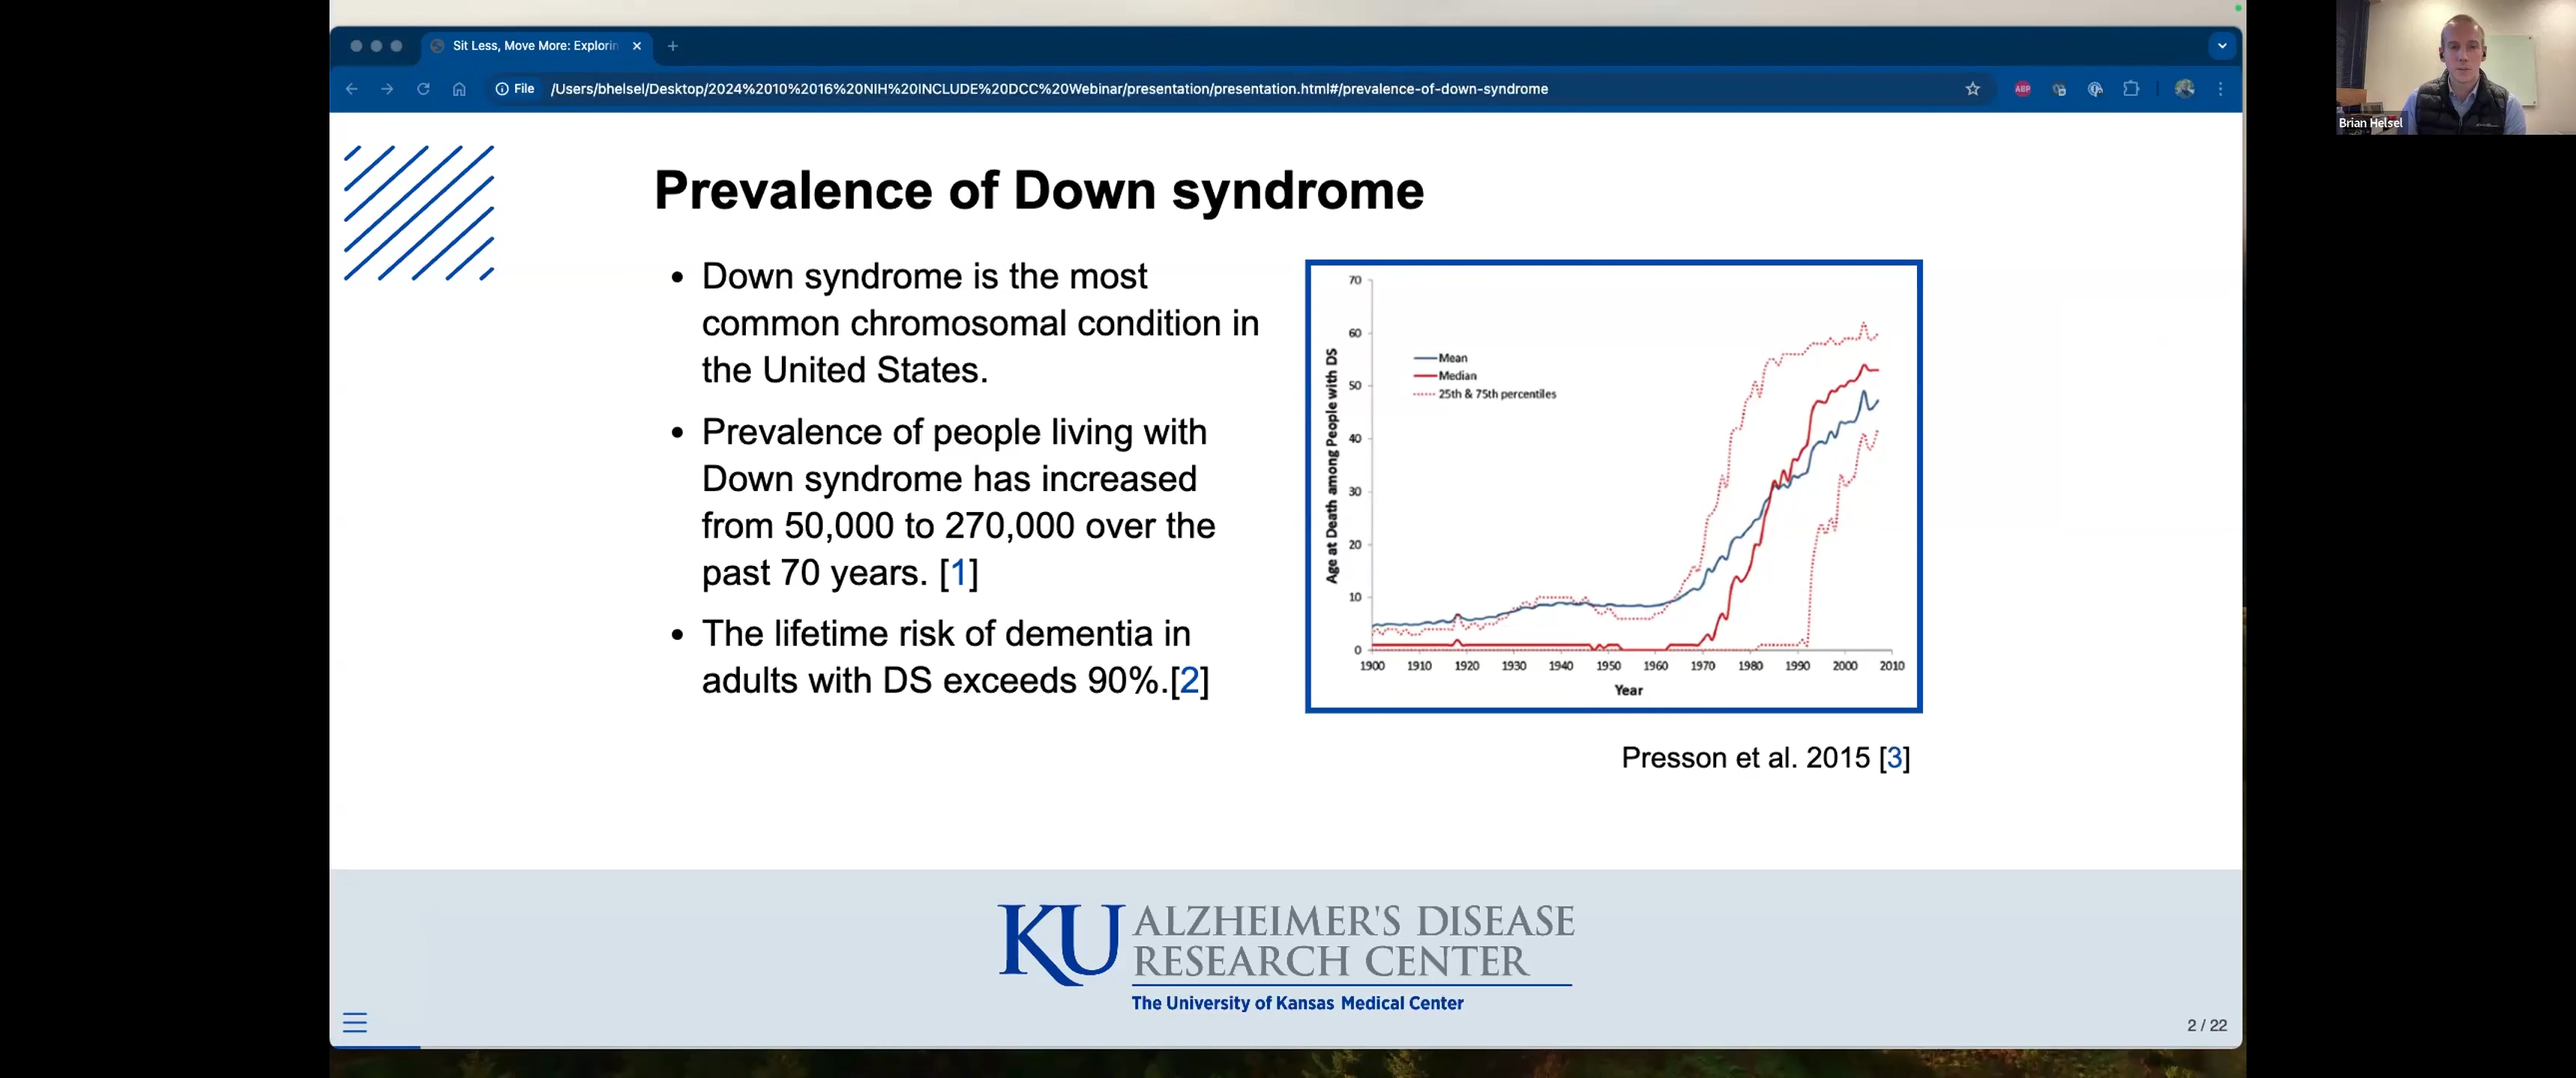 Sit Less, Move More: Explorin
File
/Users/bhelsel/Desktop/2024%2010%2016%20NIH%20INCLUDE%20DCC%20Webinar/presentation/presentation.html#/prevalence-of-down-syndrome
ABP
Brian Helsel
Prevalence of Down syndrome
• Down syndrome is the most
common chromosomal condition in
the United States.
• Prevalence of people living with
Down syndrome has increased
from 50,000 to 270,000 over the
past 70 years. [1]
• The lifetime risk of dementia in
adults with DS exceeds 90%.[2]
Age at Death among People with DS
70
60
50
40
30
20
10
0
Mean
Median
25th & 75th percentiles
1900 1910 1920 1930 1940 1950 1960 1970 1980 1990 2000 2010
Year
Presson et al. 2015 [3]
KU ALZHEIMER'S DISEASE
RESEARCH CENTER
The University of Kansas Medical Center
2 / 22